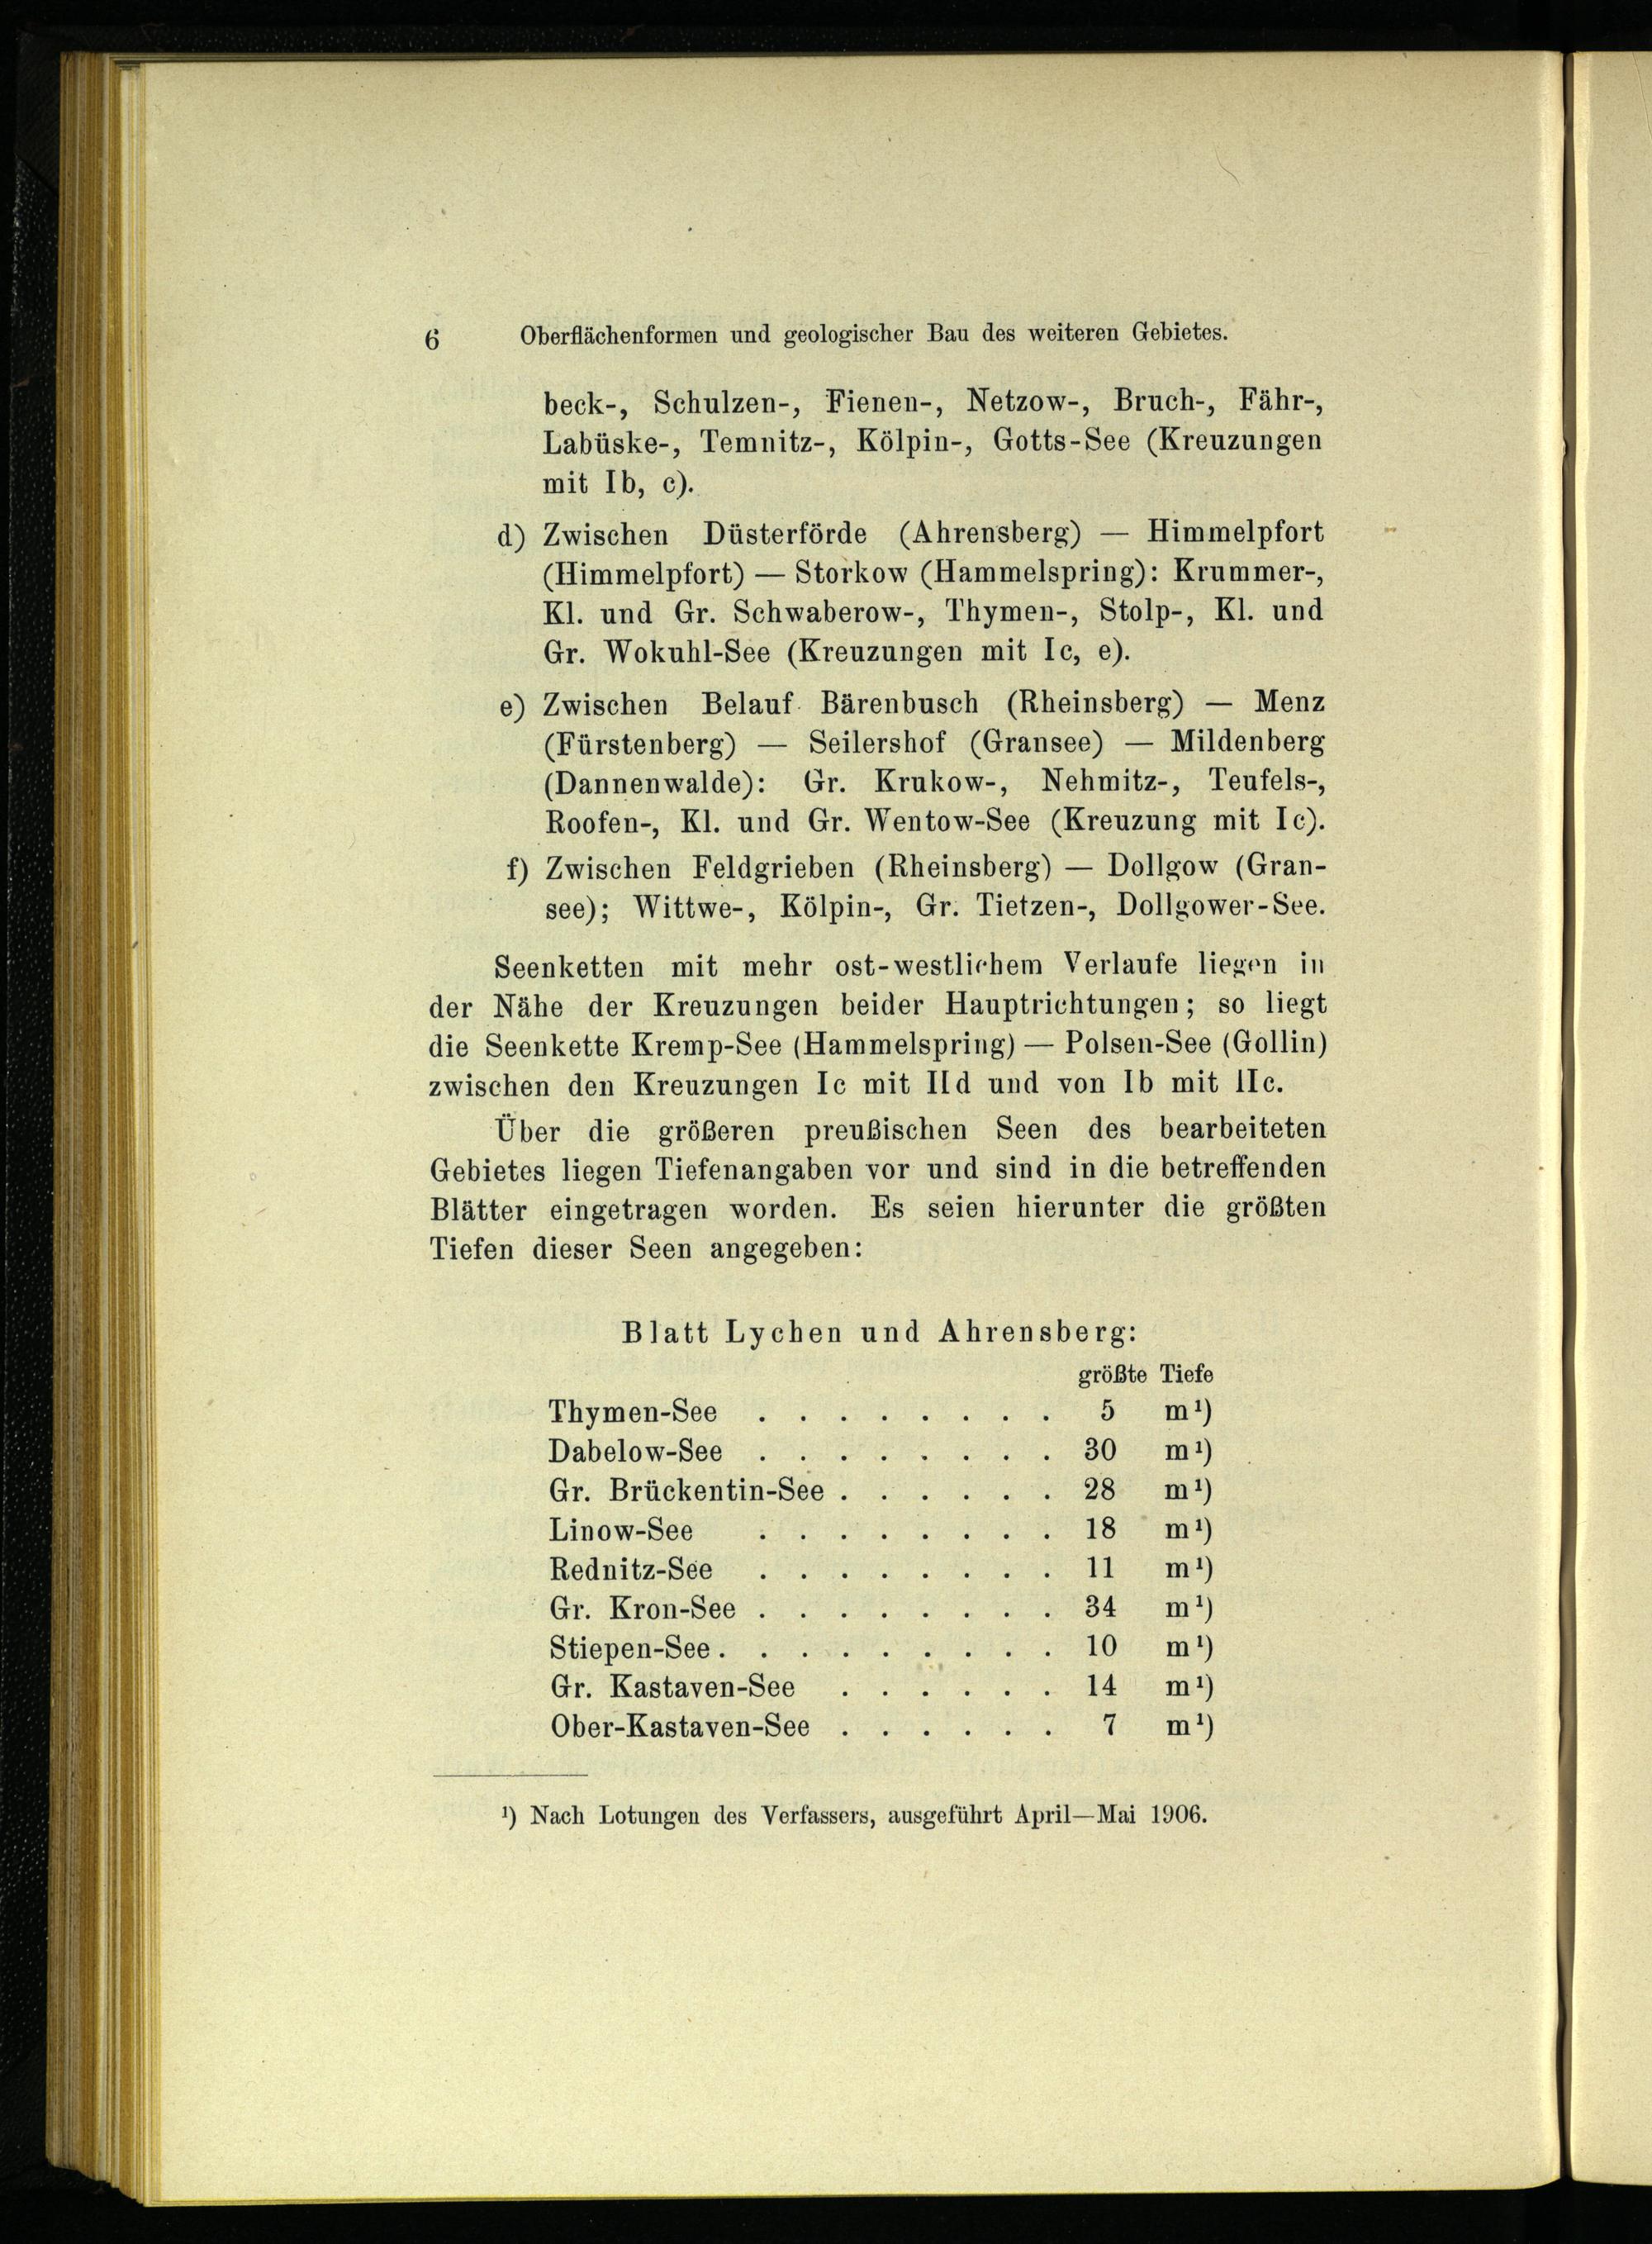 6 Oberflächenformen und geologischer Bau des weiteren Gebietes.
beck-, Schulzen-, Fienen-, Netzow-, Bruch-, Fähr-,
Labüske-, Temnitz-, Kölpin-, Gotts-See (Kreuzungen
mit Ib, c).
d) Zwischen Düsterförde (Ahrensberg) — Himmelpfort
(Himmelpfort) — Storkow (Hammelspring): Krummer-,
Kl. und Gr. Schwaberow-, Thymen-, Stolp-, Kl. und
Gr. Wokuhl-See (Kreuzungen mit Ic, e).
e) Zwischen Belauf Bärenbusch (Rheinsberg) — Menz
(Fürstenberg) — Seilershof (Gransee) — Mildenberg
(Dannenwalde): Gr. Krukow-, Nehmitz-, Teufels-,
Roofen-, Kl. und Gr. Wentow-See (Kreuzung mit Ic).
f) Zwischen Feldgrieben (Rheinsberg) — Dollgow (Gran-
see); Wittwe-, Kölpin-, Gr. Tietzen-, Dollgower-See.
Seenketten mit mehr ost-westlichem Verlaufe liegen in
der Nähe der Kreuzungen beider Hauptrichtungen; so liegt
die Seenkette Kremp-See (Hammelspring) — Polsen-See (Gollin)
zwischen den Kreuzungen Ic mit IId und von Ib mit IIc.
Über die größeren preußischen Seen des bearbeiteten
Gebietes liegen Tiefenangaben vor und sind in die betreffenden
Blätter eingetragen worden. Es seien hierunter die größten
Tiefen dieser Seen angegeben:
Blatt Lychen und Ahrensberg:
größte Tiefe
Thymen-See . . . . . . . . 5 m¹)
Dabelow-See . . . . . . . . 30 m¹)
Gr. Brückentin-See . . . . . . 28 m¹)
Linow-See . . . . . . . . 18 m¹)
Rednitz-See . . . . . . . . 11 m¹)
Gr. Kron-See . . . . . . . . 34 m¹)
Stiepen-See . . . . . . . . . 10 m¹)
Gr. Kastaven-See . . . . . . 14 m¹)
Ober-Kastaven-See . . . . . . 7 m¹)
¹) Nach Lotungen des Verfassers, ausgeführt April—Mai 1906.